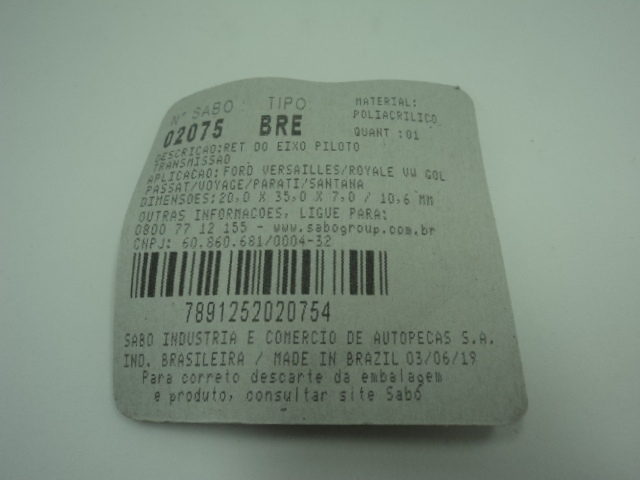 Nº SABO TIPO MATERIAL:
POLIACRILICO
02075 BRE QUANT :01
DESCRICAO:RET DO EIXO PILOTO
TRANSMISSAO
APLICACAO: FORD VERSAILLES/ROYALE VW GOL
PASSAT/VOYAGE/PARATI/SANTANA
DIMENSOES:20,0 X 35,0 X 7,0 / 10,6 MM
OUTRAS INFORMACOES, LIGUE PARA:
0800 77 12 155 - www.sabogroup.com.br
CNPJ: 60.860.681/0004-32
7891252020754
SABO INDUSTRIA E COMERCIO DE AUTOPECAS S.A.
IND. BRASILEIRA / MADE IN BRAZIL 03/06/19
Para correto descarte da embalagem
e produto, consultar site Sabó